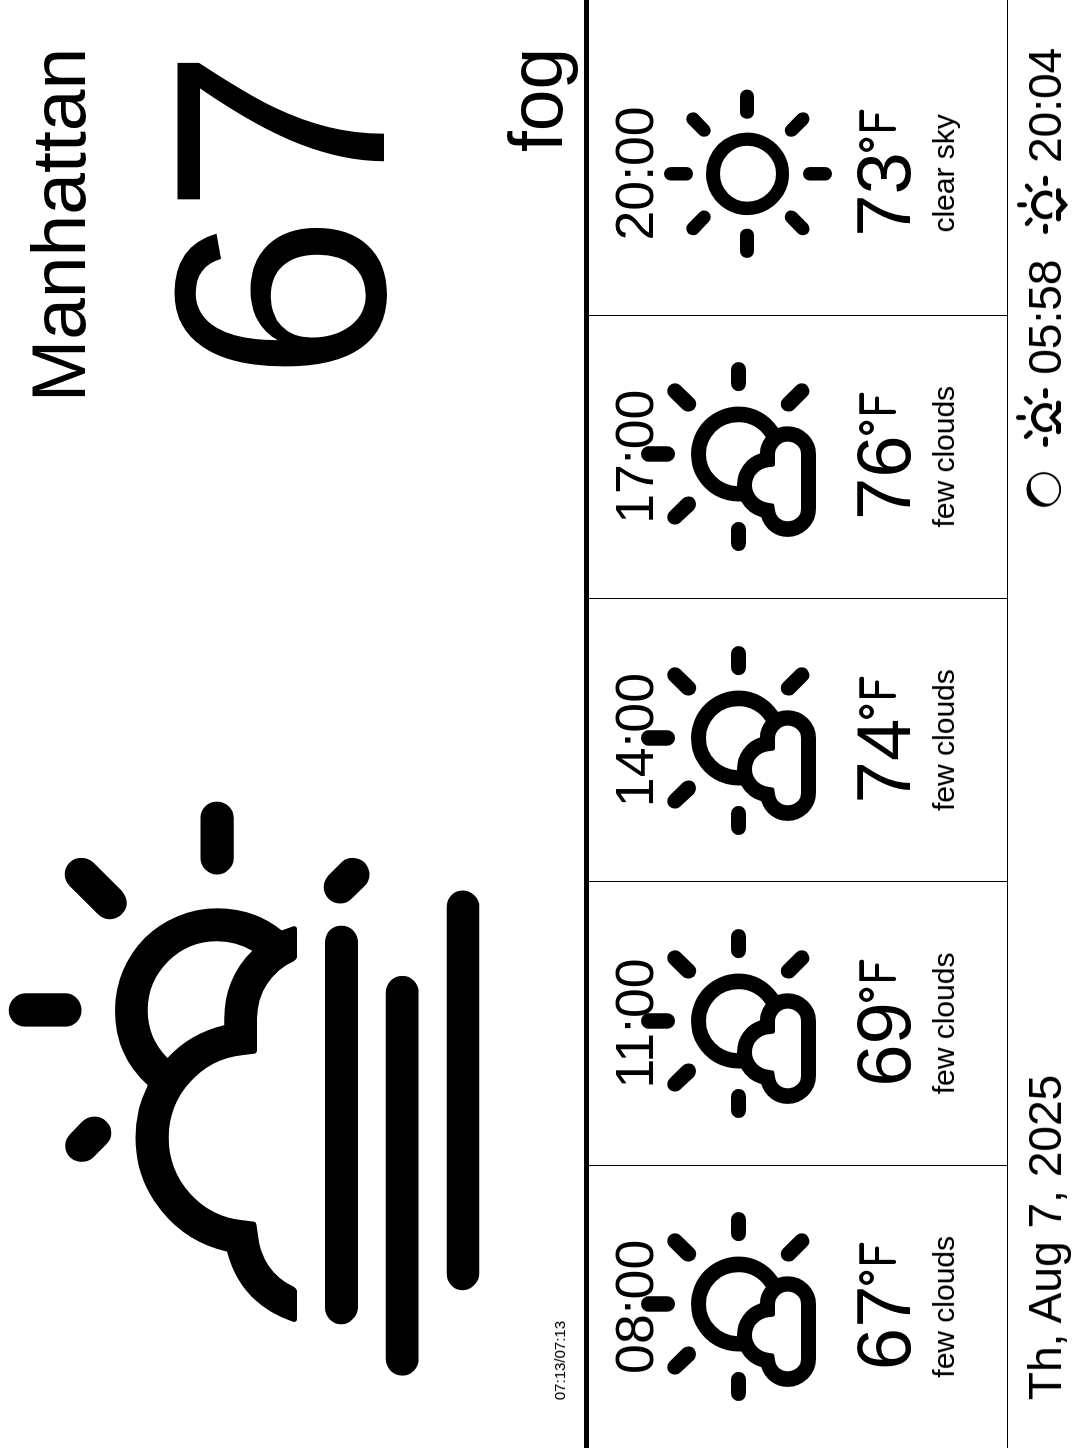 Manhattan
67
fog
07:13/07:13
08:00 11:00 14:00 17:00 20:00
67°F 69°F 74°F 76°F 73°F
few clouds few clouds few clouds few clouds clear sky
Th, Aug 7, 2025 05:58 20:04